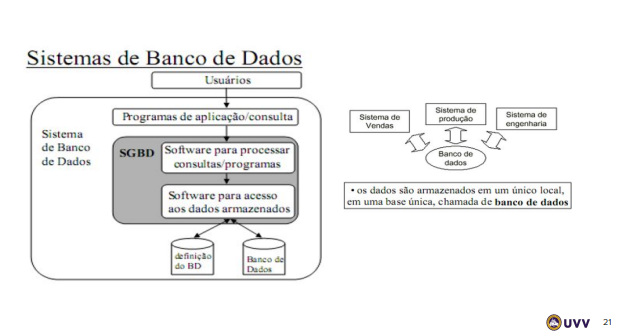 Sistemas de Banco de Dados
Usuários
Programas de aplicação/consulta
Sistema
de Banco
de Dados
SGBD
Software para processar
consultas/programas
Software para acesso
aos dados armazenados
definição
do BD
Banco de
Dados
Sistema de
Vendas
Sistema de
produção
Sistema de
engenharia
Banco de
dados
• os dados são armazenados em um único local,
em uma base única, chamada de banco de dados
UVV
21